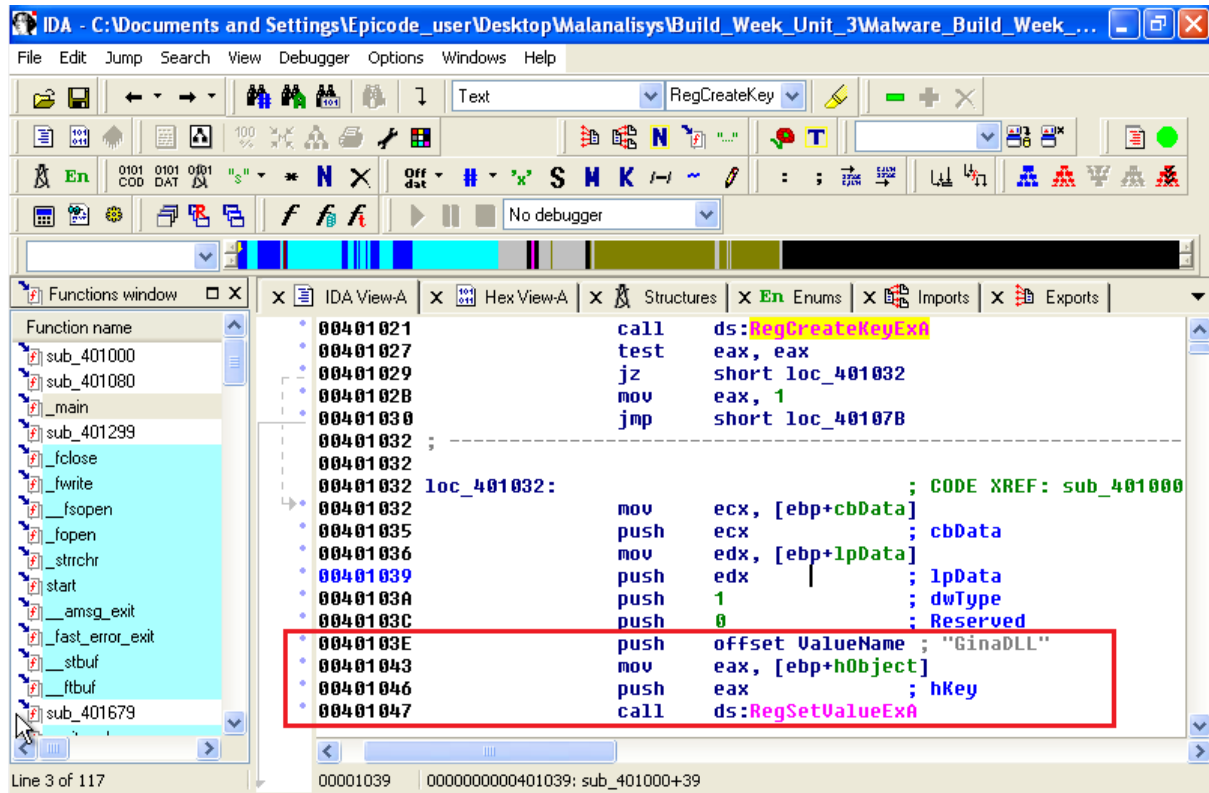 IDA - C:\Documents and Settings\Epicode_user\Desktop\Malanalisys\Build_Week_Unit_3\Malware_Build_Week_...
File Edit Jump Search View Debugger Options Windows Help
Text RegCreateKey
No debugger
Functions window
IDA View-A Hex View-A Structures En Enums Imports Exports
Function name
sub_401000
sub_401080
_main
sub_401299
_fclose
_fwrite
__fsopen
_fopen
_strrchr
start
__amsg_exit
_fast_error_exit
__stbuf
__ftbuf
sub_401679
00401021 call ds:RegCreateKeyExA
00401027 test eax, eax
00401029 jz short loc_401032
0040102B mov eax, 1
00401030 jmp short loc_40107B
00401032 ; ---------------------------------------------------------------------------
00401032
00401032 loc_401032: ; CODE XREF: sub_401000
00401032 mov ecx, [ebp+cbData]
00401035 push ecx ; cbData
00401036 mov edx, [ebp+lpData]
00401039 push edx ; lpData
0040103A push 1 ; dwType
0040103C push 0 ; Reserved
0040103E push offset ValueName ; "GinaDLL"
00401043 mov eax, [ebp+hObject]
00401046 push eax ; hKey
00401047 call ds:RegSetValueExA
Line 3 of 117
00001039 0000000000401039: sub_401000+39